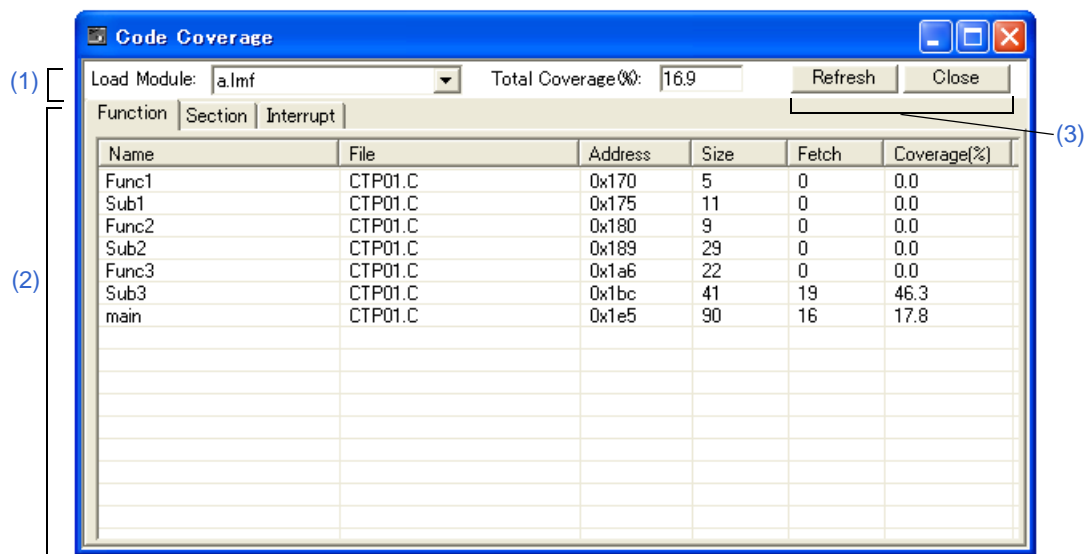 Code Coverage
(1) Load Module: a.lmf Total Coverage(%): 16.9 Refresh Close
Function Section Interrupt
(3)
Name File Address Size Fetch Coverage(%)
Func1 CTP01.C 0x170 5 0 0.0
Sub1 CTP01.C 0x175 11 0 0.0
Func2 CTP01.C 0x180 9 0 0.0
Sub2 CTP01.C 0x189 29 0 0.0
Func3 CTP01.C 0x1a6 22 0 0.0
(2)
Sub3 CTP01.C 0x1bc 41 19 46.3
main CTP01.C 0x1e5 90 16 17.8